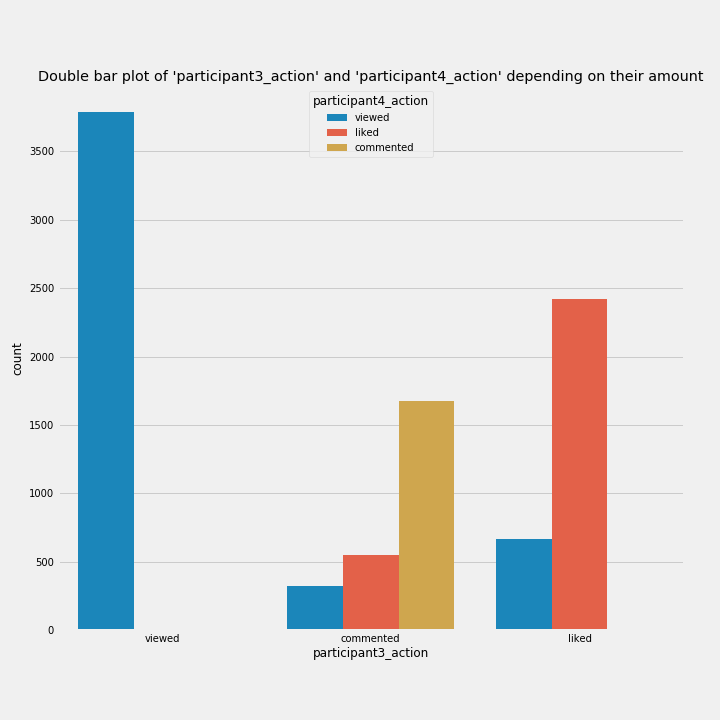 Double bar plot of 'participant3_action' and 'participant4_action' depending on their amount
participant4_action
viewed
liked
commented
3500
3000
2500
2000
1500
1000
500
0
count
viewed commented liked
participant3_action